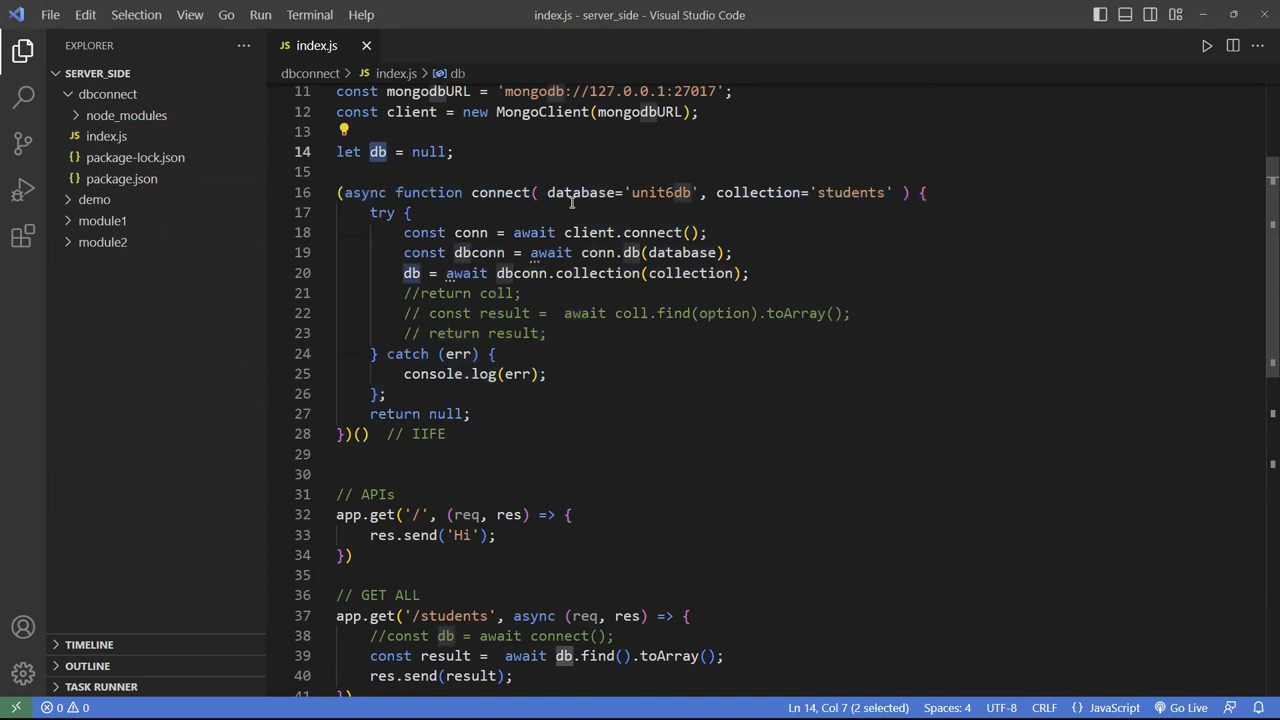 File Edit Selection View Go Run Terminal Help
index.js - server_side - Visual Studio Code
EXPLORER
SERVER_SIDE
dbconnect
node_modules
JS index.js
{} package-lock.json
{} package.json
demo
module1
module2
TIMELINE
OUTLINE
TASK RUNNER
JS index.js
dbconnect > JS index.js > db
11 const mongodbURL = 'mongodb://127.0.0.1:27017';
12 const client = new MongoClient(mongodbURL);
13
14 let db = null;
15
16 (async function connect( database='unit6db', collection='students' ) {
17 try {
18 const conn = await client.connect();
19 const dbconn = await conn.db(database);
20 db = await dbconn.collection(collection);
21 //return coll;
22 // const result =  await coll.find(option).toArray();
23 // return result;
24 } catch (err) {
25 console.log(err);
26 };
27 return null;
28 })()  // IIFE
29
30
31 // APIs
32 app.get('/', (req, res) => {
33 res.send('Hi');
34 })
35
36 // GET ALL
37 app.get('/students', async (req, res) => {
38 //const db = await connect();
39 const result =  await db.find().toArray();
40 res.send(result);
41 })
0 0 Ln 14, Col 7 (2 selected) Spaces: 4 UTF-8 CRLF {} JavaScript Go Live